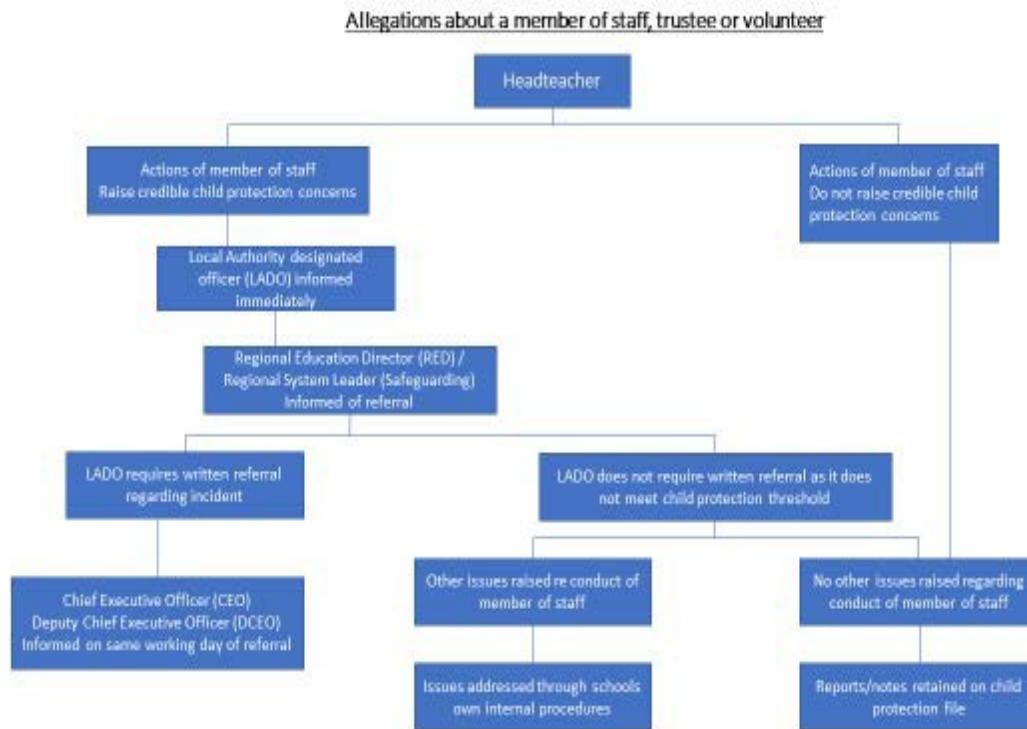 Allegations about a member of staff, trustee or volunteer
Headteacher
Actions of member of staff
Raise credible child protection concerns
Actions of member of staff
Do not raise credible child
protection concerns
Local Authority designated
officer (LADO) informed
immediately
Regional Education Director (RED) /
Regional System Leader (Safeguarding)
Informed of referral
LADO requires written referral
regarding incident
LADO does not require written referral as it does
not meet child protection threshold
Chief Executive Officer (CEO)
Deputy Chief Executive Officer (DCEO)
Informed on same working day of referral
Other issues raised re conduct of
member of staff
No other issues raised regarding
conduct of member of staff
Issues addressed through schools
own internal procedures
Reports/notes retained on child
protection file